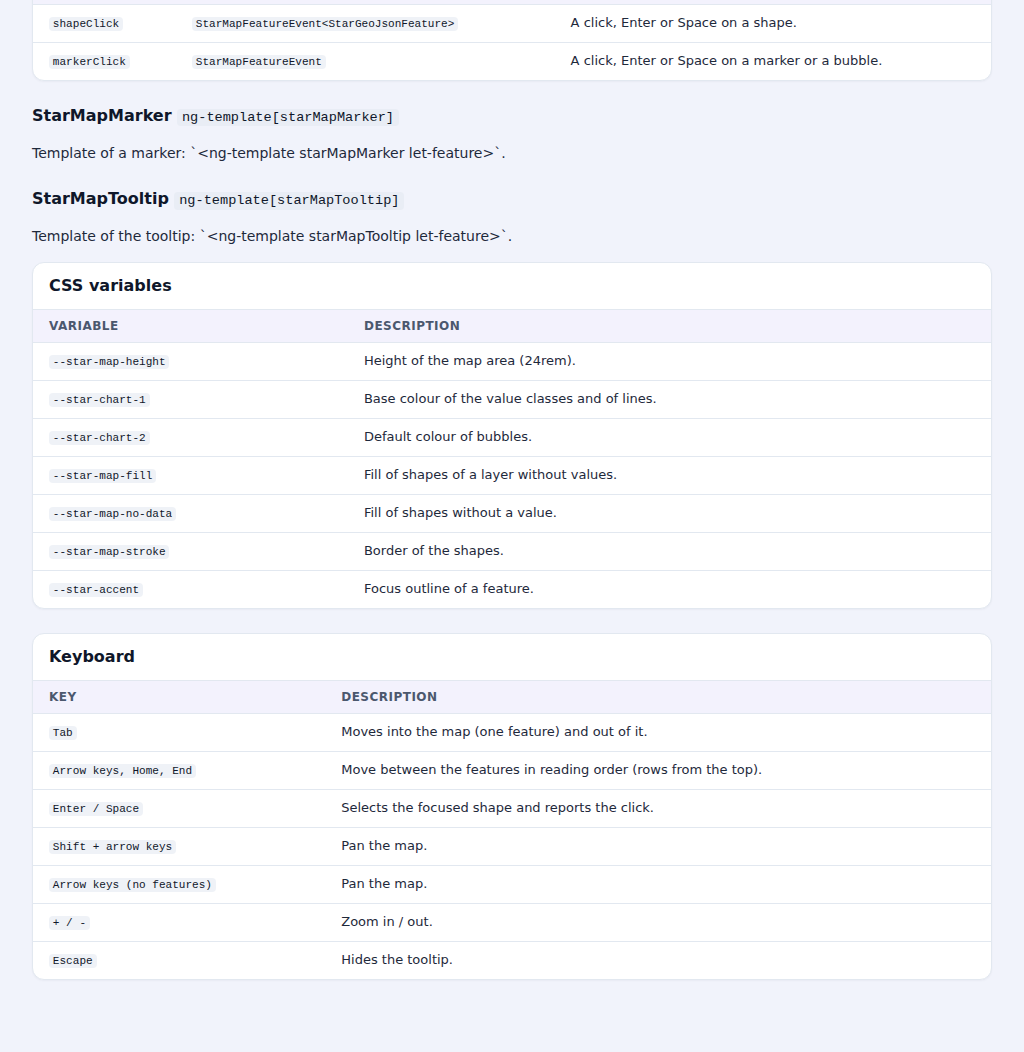 shapeClick StarMapFeatureEvent<StarGeoJsonFeature> A click, Enter or Space on a shape.
markerClick StarMapFeatureEvent A click, Enter or Space on a marker or a bubble.
StarMapMarker ng-template[starMapMarker]
Template of a marker: `<ng-template starMapMarker let-feature>`.
StarMapTooltip ng-template[starMapTooltip]
Template of the tooltip: `<ng-template starMapTooltip let-feature>`.
CSS variables
VARIABLE DESCRIPTION
--star-map-height Height of the map area (24rem).
--star-chart-1 Base colour of the value classes and of lines.
--star-chart-2 Default colour of bubbles.
--star-map-fill Fill of shapes of a layer without values.
--star-map-no-data Fill of shapes without a value.
--star-map-stroke Border of the shapes.
--star-accent Focus outline of a feature.
Keyboard
KEY DESCRIPTION
Tab Moves into the map (one feature) and out of it.
Arrow keys, Home, End Move between the features in reading order (rows from the top).
Enter / Space Selects the focused shape and reports the click.
Shift + arrow keys Pan the map.
Arrow keys (no features) Pan the map.
+ / - Zoom in / out.
Escape Hides the tooltip.